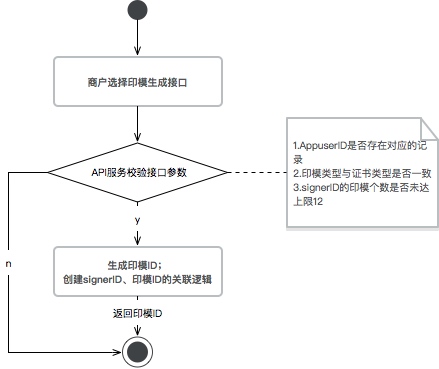 商户选择印模生成接口
API服务校验接口参数
1.AppuserID是否存在对应的记
录
2.印模类型与证书类型是否一致
3.signerID的印模个数是否未达
上限12
y
n
生成印模ID;
创建signerID、印模ID的关联逻辑
返回印模ID